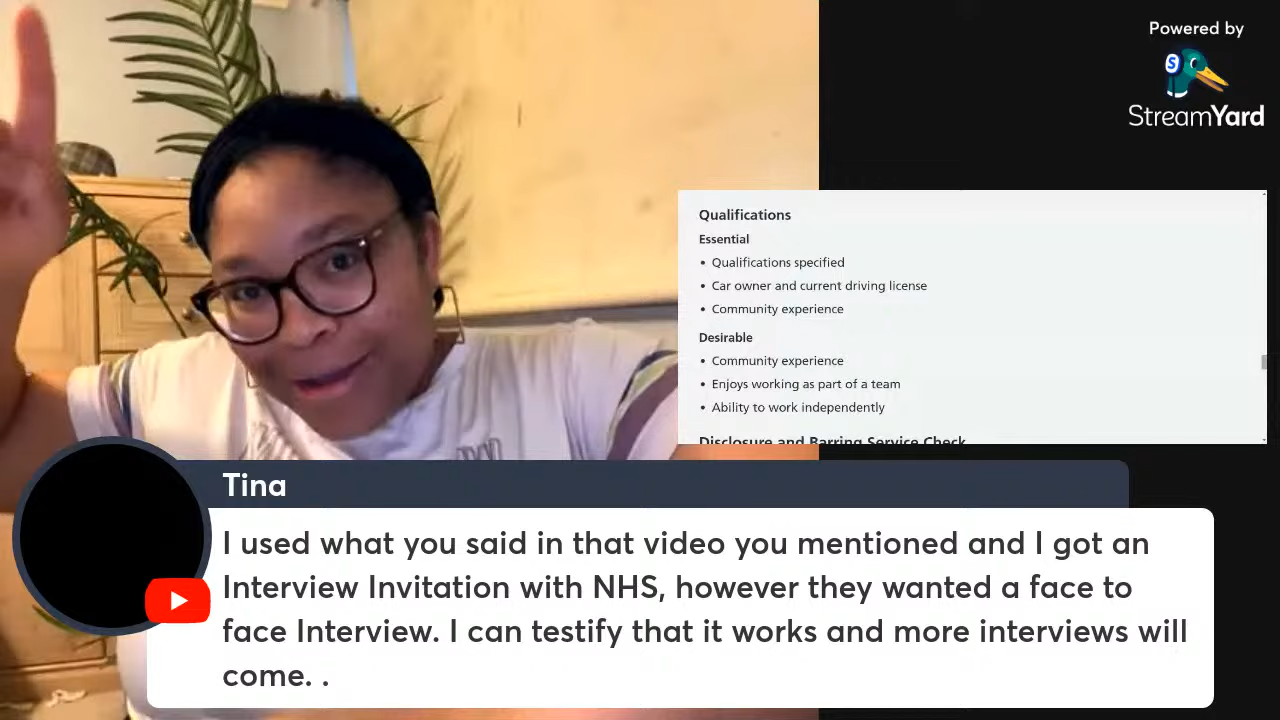 Powered by
StreamYard
Qualifications
Essential
• Qualifications specified
• Car owner and current driving license
• Community experience
Desirable
• Community experience
• Enjoys working as part of a team
• Ability to work independently
Disclosure and Barring Service Check
Tina
I used what you said in that video you mentioned and I got an
Interview Invitation with NHS, however they wanted a face to
face Interview. I can testify that it works and more interviews will
come. .